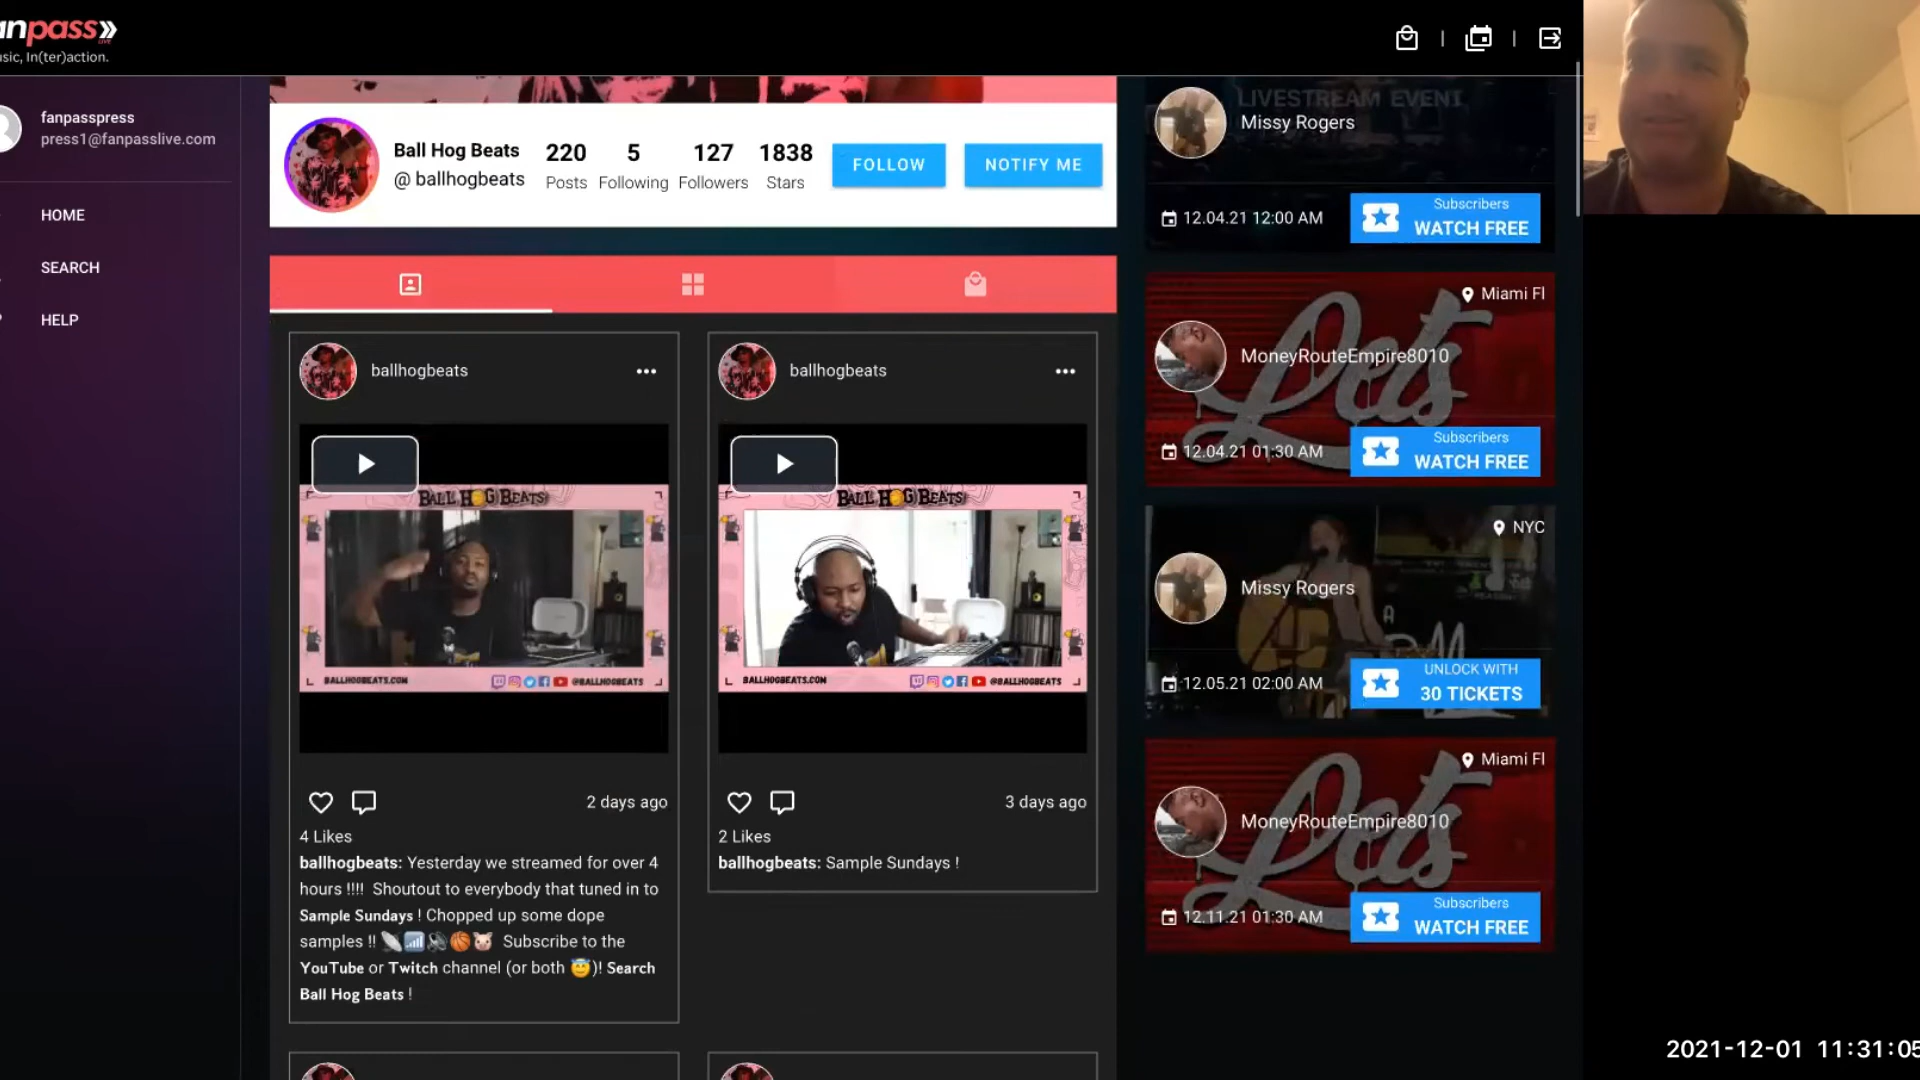 anpass
LIVE
usic, In(ter)action.
fanpasspress
press1@fanpasslive.com
HOME
SEARCH
HELP
Ball Hog Beats
@ ballhogbeats
220
Posts
5
Following
127
Followers
1838
Stars
FOLLOW
NOTIFY ME
ballhogbeats
BALL HOG BEATS
BALLHOGBEATS.COM
@BALLHOGBEATS
2 days ago
4 Likes
ballhogbeats: Yesterday we streamed for over 4
hours !!!! Shoutout to everybody that tuned in to
Sample Sundays ! Chopped up some dope
samples !! 📡📶🔊🏀🐷 Subscribe to the
YouTube or Twitch channel (or both 😇)! Search
Ball Hog Beats !
ballhogbeats
BALL HOG BEATS
BALLHOGBEATS.COM
@BALLHOGBEATS
3 days ago
2 Likes
ballhogbeats: Sample Sundays !
LIVESTREAM EVENT
Missy Rogers
12.04.21 12:00 AM
Subscribers
WATCH FREE
Miami Fl
MoneyRouteEmpire8010
12.04.21 01:30 AM
Subscribers
WATCH FREE
NYC
Missy Rogers
12.05.21 02:00 AM
UNLOCK WITH
30 TICKETS
Miami Fl
MoneyRouteEmpire8010
12.11.21 01:30 AM
Subscribers
WATCH FREE
2021-12-01 11:31:05